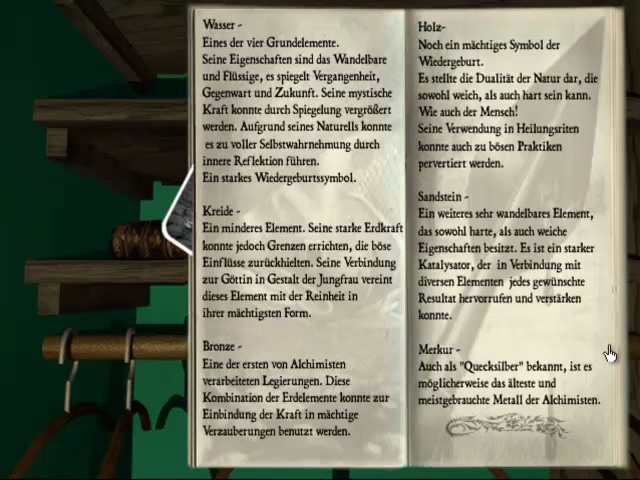 Wasser -
Eines der vier Grundelemente.
Seine Eigenschaften sind das Wandelbare
und Flüssige, es spiegelt Vergangenheit,
Gegenwart und Zukunft. Seine mystische
Kraft konnte durch Spiegelung vergrößert
werden. Aufgrund seines Naturells konnte
es zu voller Selbstwahrnehmung durch
innere Reflektion führen.
Ein starkes Wiedergeburtssymbol.
Kreide -
Ein minderes Element. Seine starke Erdkraft
konnte jedoch Grenzen errichten, die böse
Einflüsse zurückhielten. Seine Verbindung
zur Göttin in Gestalt der Jungfrau vereint
dieses Element mit der Reinheit in
ihrer mächtigsten Form.
Bronze -
Eine der ersten von Alchimisten
verarbeiteten Legierungen. Diese
Kombination der Erdelemente konnte zur
Einbindung der Kraft in mächtige
Verzauberungen benutzt werden.
Holz-
Noch ein mächtiges Symbol der
Wiedergeburt.
Es stellte die Dualität der Natur dar, die
sowohl weich, als auch hart sein kann.
Wie auch der Mensch!
Seine Verwendung in Heilungsriten
konnte auch zu bösen Praktiken
pervertiert werden.
Sandstein -
Ein weiteres sehr wandelbares Element,
das sowohl harte, als auch weiche
Eigenschaften besitzt. Es ist ein starker
Katalysator, der in Verbindung mit
diversen Elementen jedes gewünschte
Resultat hervorrufen und verstärken
konnte.
Merkur -
Auch als "Quecksilber" bekannt, ist es
möglicherweise das älteste und
meistgebrauchte Metall der Alchimisten.